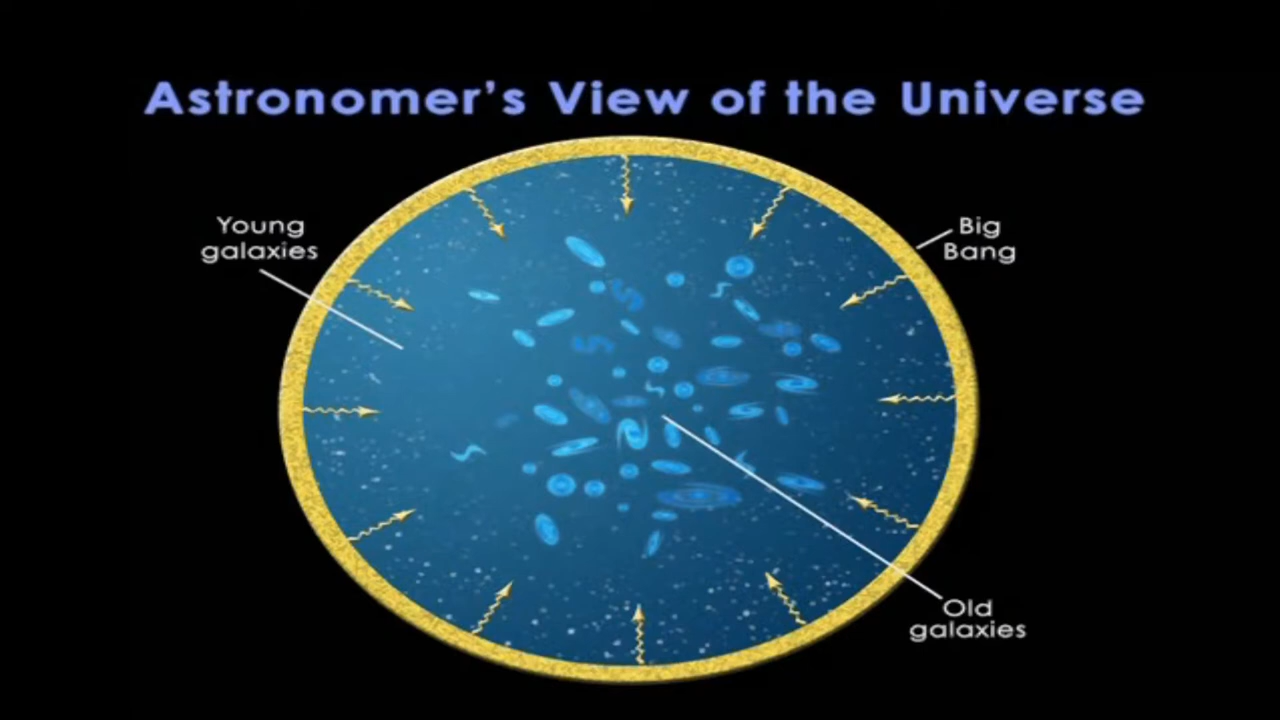 Astronomer's View of the Universe
Young
galaxies
Big
Bang
Old
galaxies